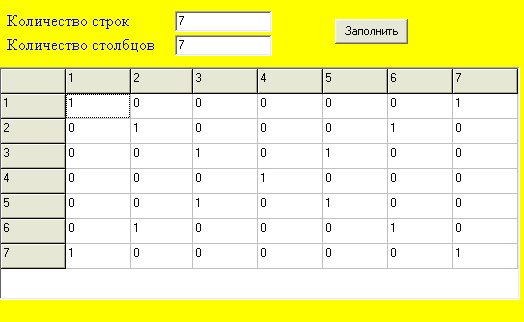 Количество строк 7
Заполнить
Количество столбцов 7
1 2 3 4 5 6 7
1 1 0 0 0 0 0 1
2 0 1 0 0 0 1 0
3 0 0 1 0 1 0 0
4 0 0 0 1 0 0 0
5 0 0 1 0 1 0 0
6 0 1 0 0 0 1 0
7 1 0 0 0 0 0 1